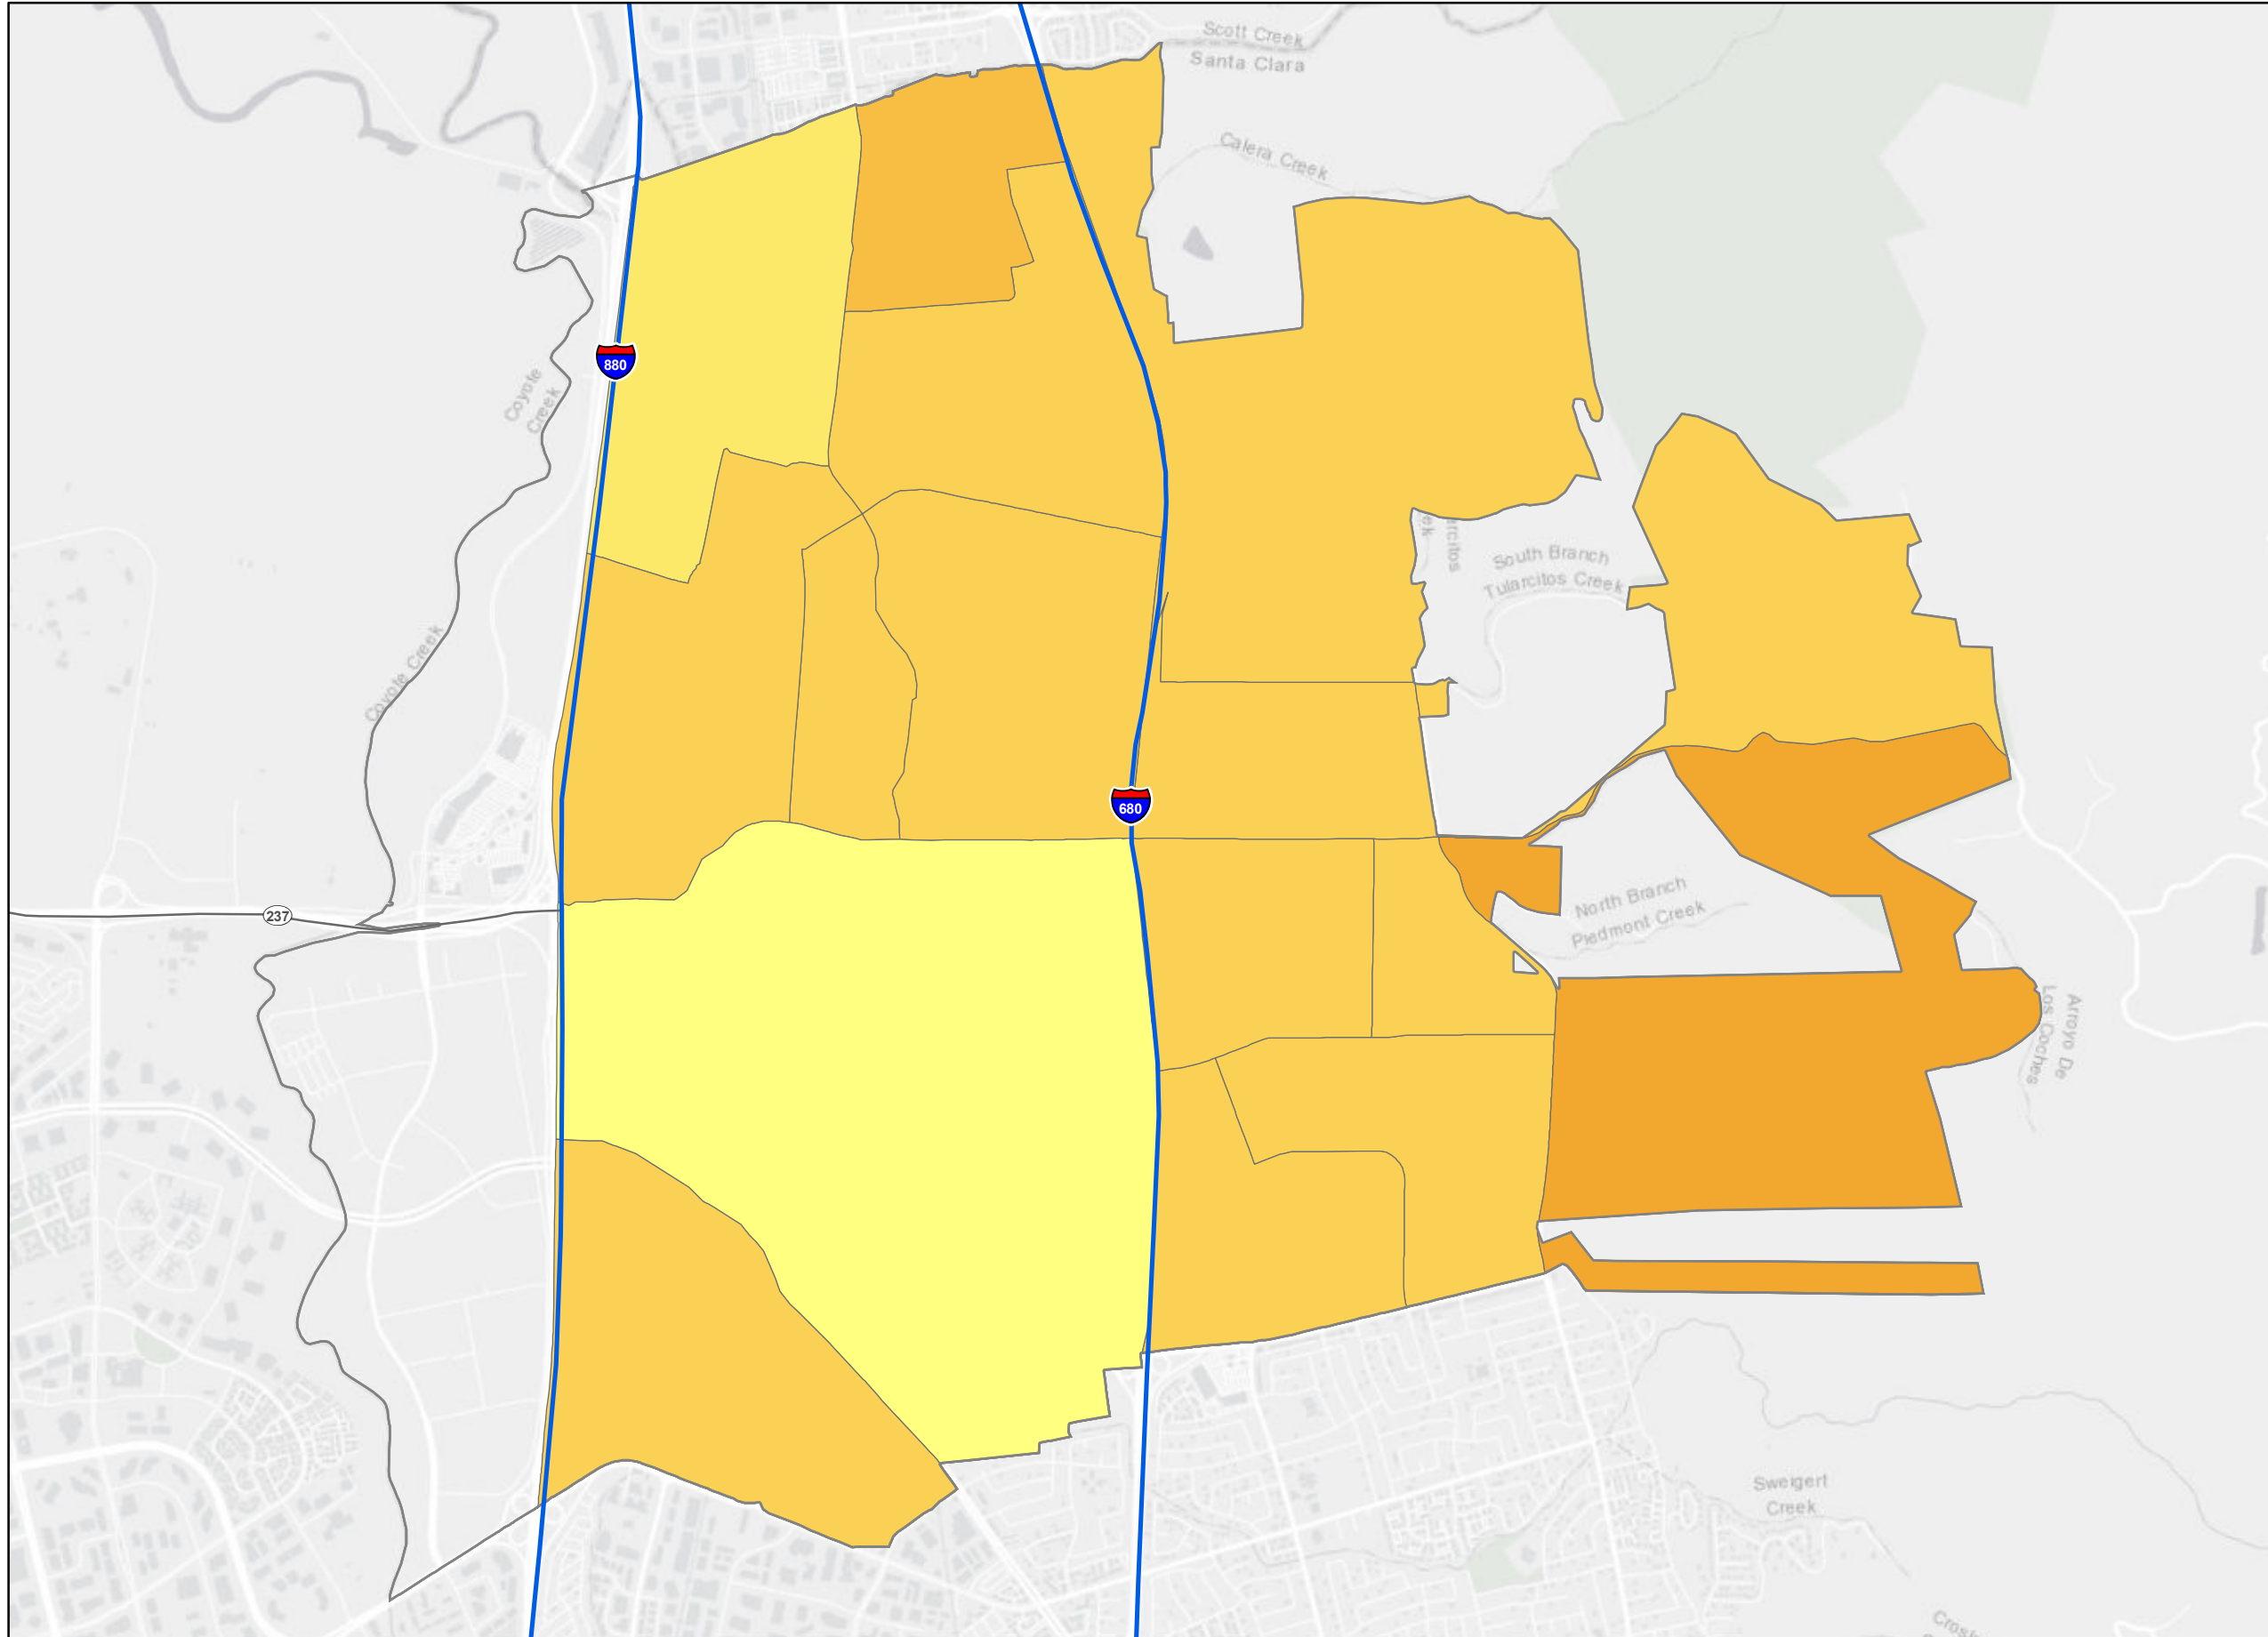 Scott Creek
Santa Clara
Calera Creek
880
Coyote
Creek
South Branch
Tularcitos Creek
Coyote Creek
680
North Branch
Piedmont Creek
237
Arroyo De
Los Coches
Sweigert
Creek